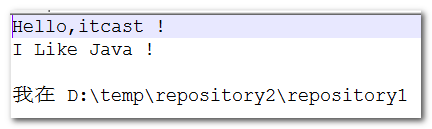 Hello,itcast !
I Like Java !
我在 D:\temp\repository2\repository1